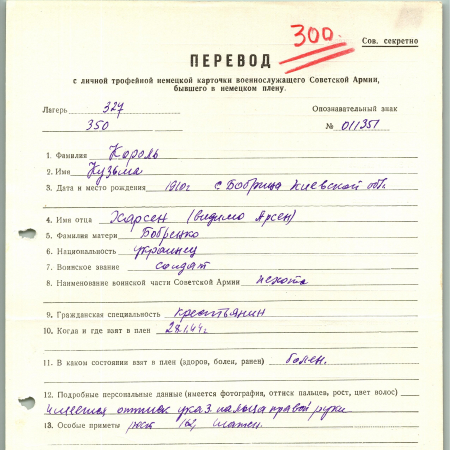 300.
Сов. секретно
ПЕРЕВОД
с личной трофейной немецкой карточки военнослужащего Советской Армии,
бывшего в немецком плену.
Лагерь 327
Опознавательный знак
350
№ 011351
1. Фамилия Король
2. Имя Кузьма
3. Дата и место рождения 1910г с Бобрица Киевской обл.
4. Имя отца Харсен (видимо Арсен)
5. Фамилия матери Бобренко
6. Национальность украинец
7. Воинское звание солдат
8. Наименование воинской части Советской Армии пехота
9. Гражданская специальность крестьянин
10. Когда и где взят в плен 28.1.44г.
11. В каком состоянии взят в плен (здоров, болен, ранен) болен.
12. Подробные персональные данные (имеется фотография, оттиск пальцев, рост, цвет волос)
имеется оттиск указ. пальца правой руки
13. Особые приметы рост